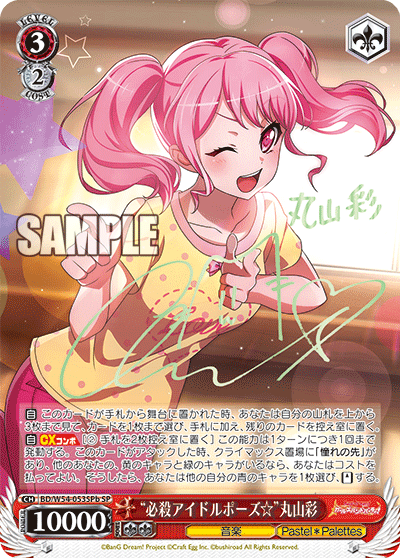 LEVEL
3
2
COST
丸山 彩
SAMPLE
自 このカードが手札から舞台に置かれた時、あなたは自分の山札を上から
3枚まで見て、カードを1枚まで選び、手札に加え、残りのカードを控え室に置く。
自 CXコンボ [② 手札を2枚控え室に置く] この能力は1ターンにつき1回まで
発動する。このカードがアタックした時、クライマックス置場に「憧れの先」が
あり、他のあなたの、黄のキャラと緑のキャラがいるなら、あなたはコストを
払ってよい。そうしたら、あなたは他の自分の声のキャラを1枚選び、
CH BD/W54-053SPb SP
POWER
10000
“必殺アイドルポーズ☆”丸山彩
音楽
Pastel＊Palettes
©BanG Dream! Project ©Craft Egg Inc. ©bushiroad All Rights Reserved.